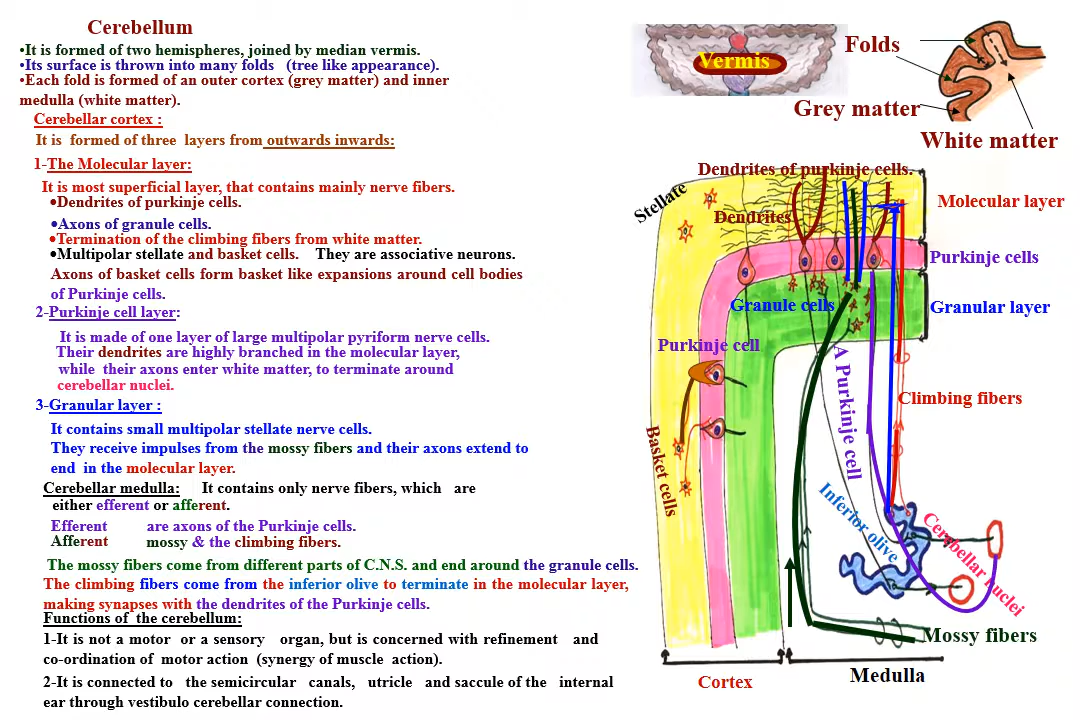 Cerebellum
•It is formed of two hemispheres, joined by median vermis.
•Its surface is thrown into many folds (tree like appearance).
•Each fold is formed of an outer cortex (grey matter) and inner
medulla (white matter).
Cerebellar cortex :
It is formed of three layers from outwards inwards:
1-The Molecular layer:
It is most superficial layer, that contains mainly nerve fibers.
•Dendrites of purkinje cells.
•Axons of granule cells.
•Termination of the climbing fibers from white matter.
•Multipolar stellate and basket cells. They are associative neurons.
Axons of basket cells form basket like expansions around cell bodies
of Purkinje cells.
2-Purkinje cell layer:
It is made of one layer of large multipolar pyriform nerve cells.
Their dendrites are highly branched in the molecular layer,
while their axons enter white matter, to terminate around
cerebellar nuclei.
3-Granular layer :
It contains small multipolar stellate nerve cells.
They receive impulses from the mossy fibers and their axons extend to
end in the molecular layer.
Cerebellar medulla: It contains only nerve fibers, which are
either efferent or afferent.
Efferent are axons of the Purkinje cells.
Afferent mossy & the climbing fibers.
The mossy fibers come from different parts of C.N.S. and end around the granule cells.
The climbing fibers come from the inferior olive to terminate in the molecular layer,
making synapses with the dendrites of the Purkinje cells.
Functions of the cerebellum:
1-It is not a motor or a sensory organ, but is concerned with refinement and
co-ordination of motor action (synergy of muscle action).
2-It is connected to the semicircular canals, utricle and saccule of the internal
ear through vestibulo cerebellar connection.
Vermis
Folds
Grey matter
White matter
Dendrites of purkinje cells.
Stellate
Dendrites
Molecular layer
Purkinje cells
Granule cells
Granular layer
Purkinje cell
A Purkinje cell
Climbing fibers
Basket cells
Inferior olive
Cerebellar nuclei
Mossy fibers
Cortex
Medulla